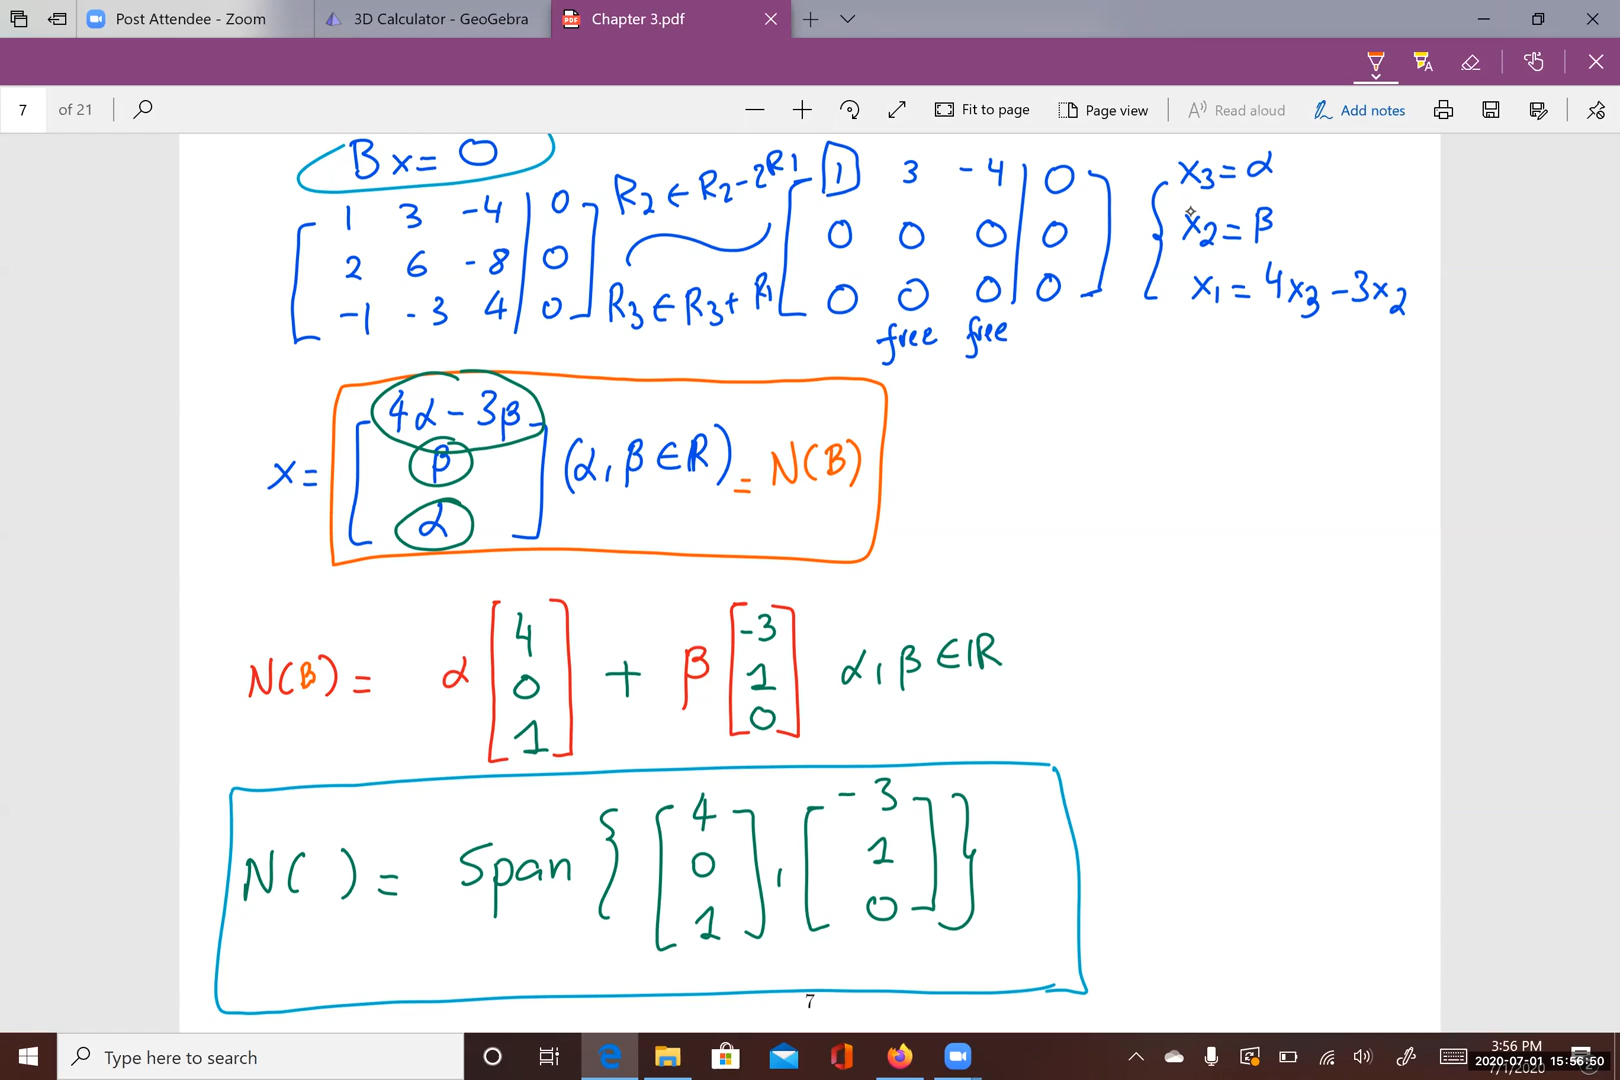 Post Attendee - Zoom
3D Calculator - GeoGebra
Chapter 3.pdf
7 of 21
Fit to page
Page view
Read aloud
Add notes
B x = 0
[ 1 3 -4 | 0 ]
[ 2 6 -8 | 0 ]
[ -1 -3 4 | 0 ]
R2 ← R2 - 2R1
R3 ← R3 + R1
[ 1 3 -4 | 0 ]
[ 0 0 0 | 0 ]
[ 0 0 0 | 0 ]
free free
{ x3 = α
x2 = β
x1 = 4x3 - 3x2
x = [ 4α - 3β
β
α ] (α, β ∈ ℝ) = N(B)
N(B) = α [ 4
0
1 ] + β [ -3
1
0 ] α, β ∈ ℝ
N( ) = Span { [ 4
0
1 ] , [ -3
1
0 ] }
7
Type here to search
3:56 PM
7/1/2020
2020-07-01 15:56:50